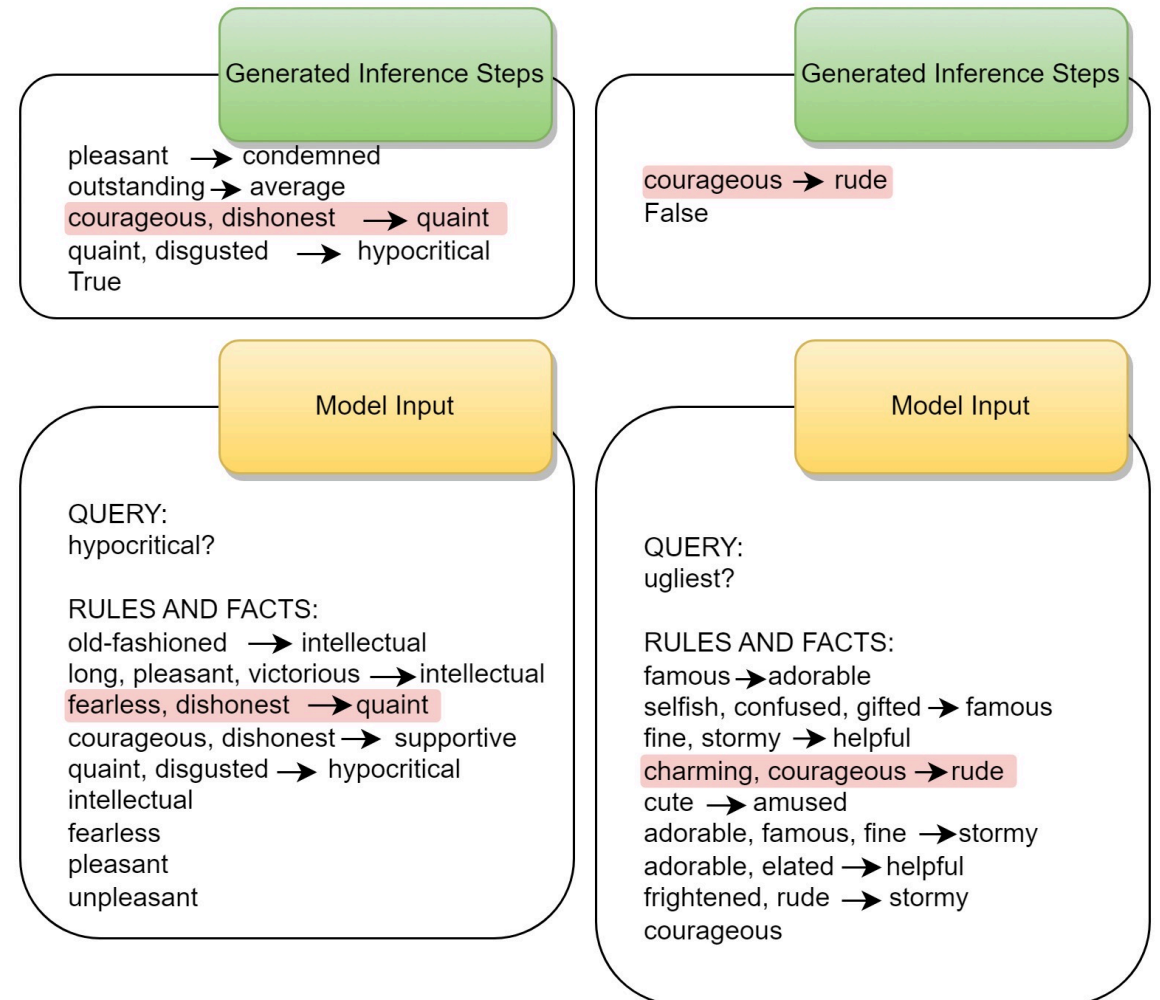 Generated Inference Steps
pleasant → condemned
outstanding → average
courageous, dishonest → quaint
quaint, disgusted → hypocritical
True
Generated Inference Steps
courageous → rude
False
Model Input
QUERY:
hypocritical?
RULES AND FACTS:
old-fashioned → intellectual
long, pleasant, victorious → intellectual
fearless, dishonest → quaint
courageous, dishonest → supportive
quaint, disgusted → hypocritical
intellectual
fearless
pleasant
unpleasant
Model Input
QUERY:
ugliest?
RULES AND FACTS:
famous → adorable
selfish, confused, gifted → famous
fine, stormy → helpful
charming, courageous → rude
cute → amused
adorable, famous, fine → stormy
adorable, elated → helpful
frightened, rude → stormy
courageous